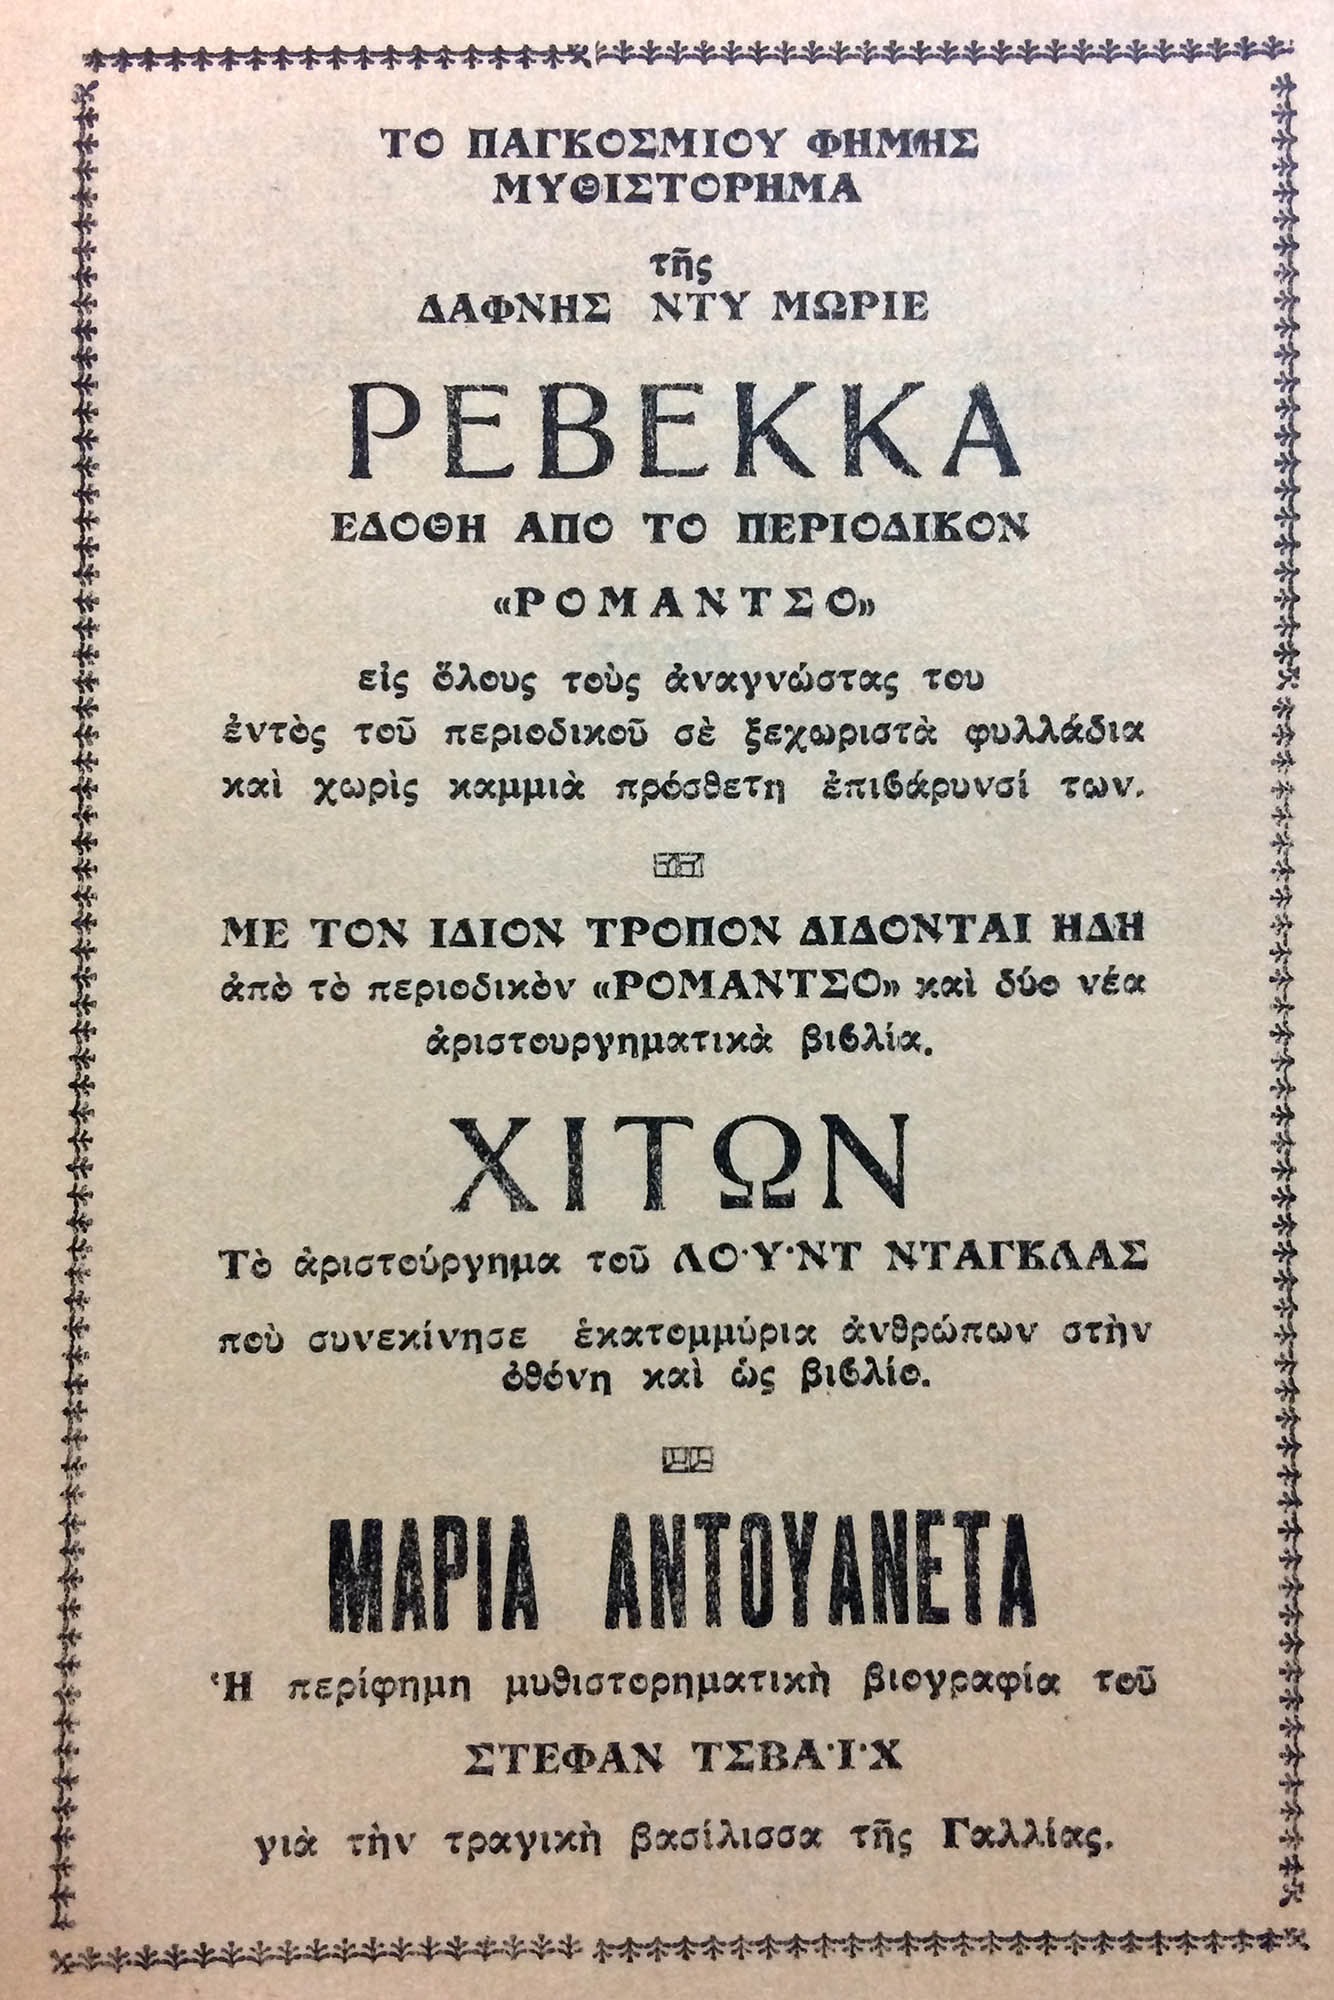 ΤΟ ΠΑΓΚΟΣΜΙΟΥ ΦΗΜΗΣ
ΜΥΘΙΣΤΟΡΗΜΑ
τῆς
ΔΑΦΝΗΣ ΝΤΥ ΜΩΡΙΕ
ΡΕΒΕΚΚΑ
ΕΔΟΘΗ ΑΠΟ ΤΟ ΠΕΡΙΟΔΙΚΟΝ
«ΡΟΜΑΝΤΣΟ»
εἰς ὅλους τοὺς ἀναγνώστας του
ἐντὸς τοῦ περιοδικοῦ σὲ ξεχωριστὰ φυλλάδια
καὶ χωρὶς καμμιὰ πρόσθετη ἐπιβάρυνσί των.
ΜΕ ΤΟΝ ΙΔΙΟΝ ΤΡΟΠΟΝ ΔΙΔΟΝΤΑΙ ΗΔΗ
ἀπὸ τὸ περιοδικὸν «ΡΟΜΑΝΤΣΟ» καὶ δύο νέα
ἀριστουργηματικὰ βιβλία.
ΧΙΤΩΝ
Τὸ ἀριστούργημα τοῦ ΛΟ·Υ·ΝΤ ΝΤΑΓΚΛΑΣ
ποὺ συνεκίνησε ἑκατομμύρια ἀνθρώπων στὴν
ὀθόνη καὶ ὡς βιβλίο.
ΜΑΡΙΑ ΑΝΤΟΥΑΝΕΤΑ
Ἡ περίφημη μυθιστορηματικὴ βιογραφία τοῦ
ΣΤΕΦΑΝ ΤΣΒΑ·Ι·Χ
γιὰ τὴν τραγικὴ βασίλισσα τῆς Γαλλίας.